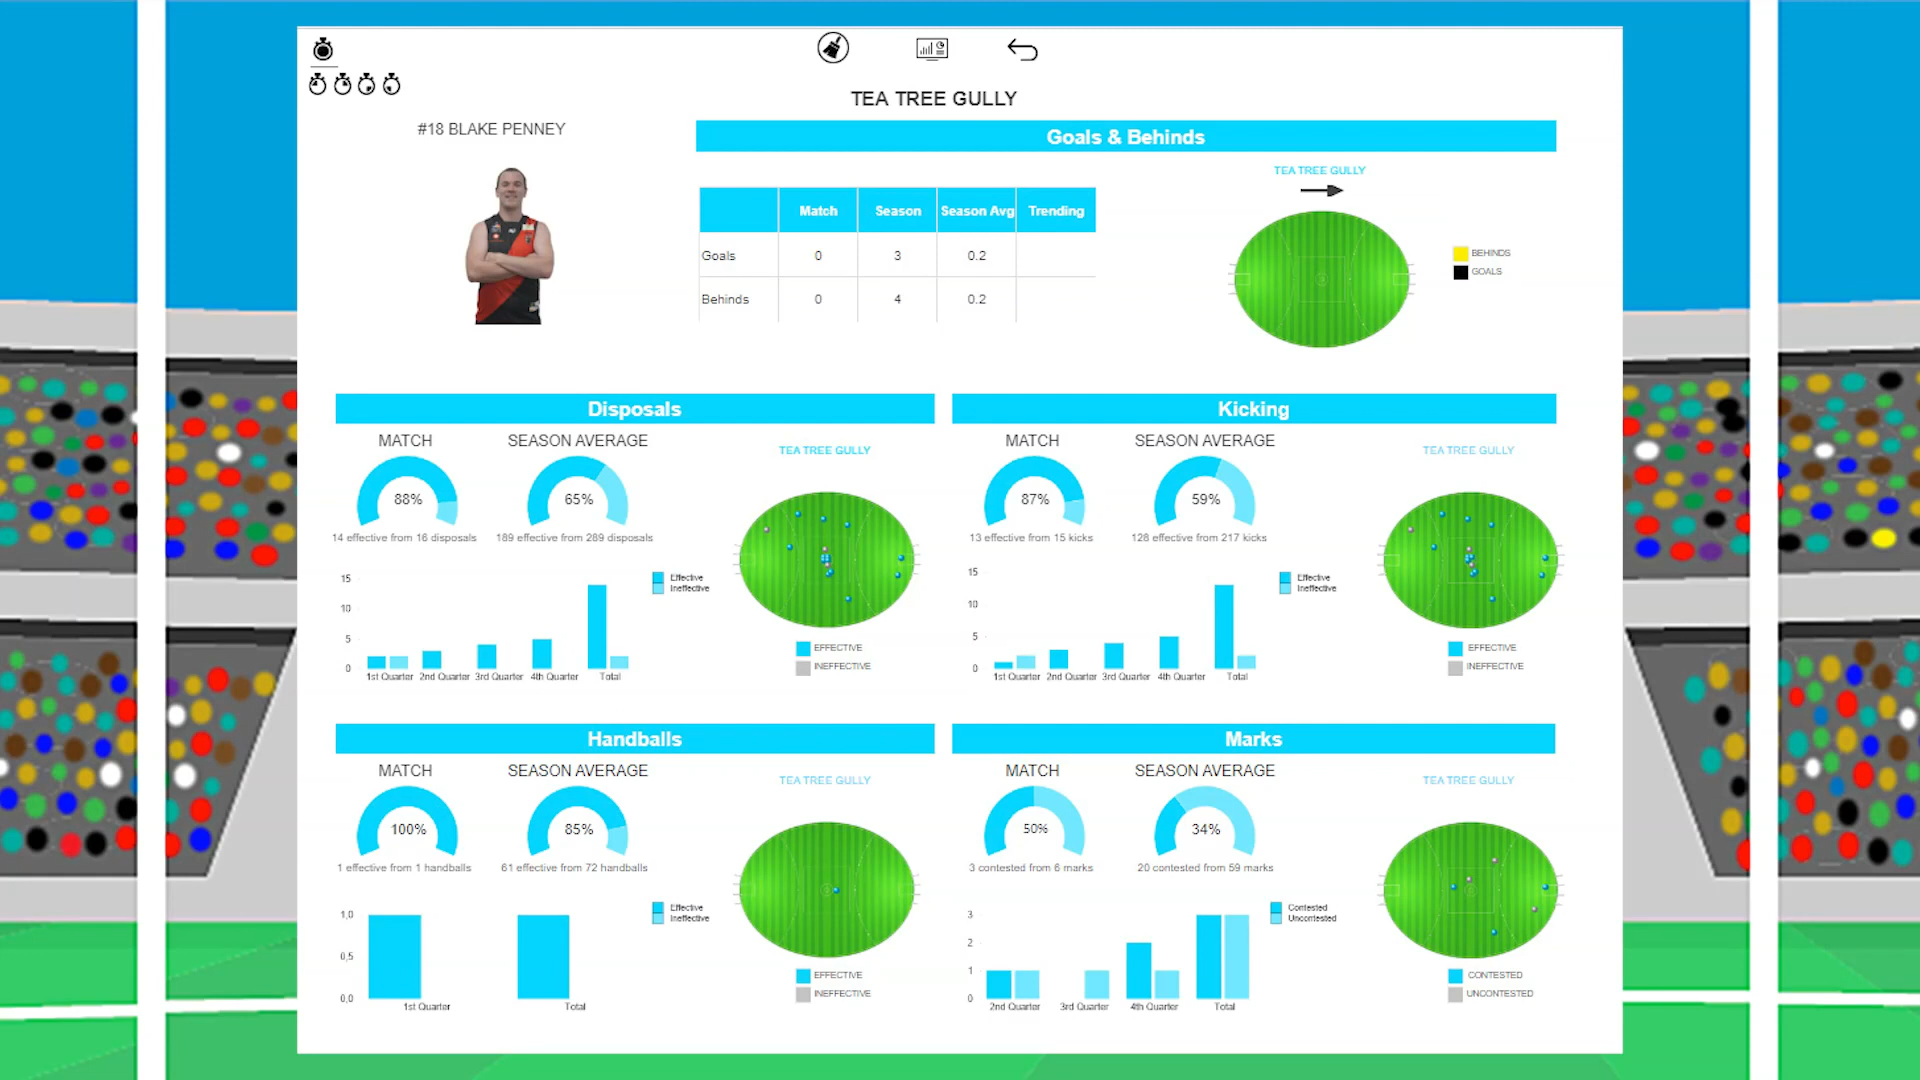 TEA TREE GULLY
#18 BLAKE PENNEY
Goals & Behinds
Match Season Season Avg Trending
Goals 0 3 0.2
Behinds 0 4 0.2
TEA TREE GULLY
BEHINDS
GOALS
Disposals
MATCH SEASON AVERAGE
TEA TREE GULLY
88% 65%
14 effective from 16 disposals 189 effective from 289 disposals
Effective
Ineffective
15
10
5
0
1st Quarter 2nd Quarter 3rd Quarter 4th Quarter Total
EFFECTIVE
INEFFECTIVE
Kicking
MATCH SEASON AVERAGE
TEA TREE GULLY
87% 59%
13 effective from 15 kicks 128 effective from 217 kicks
Effective
Ineffective
15
10
5
0
1st Quarter 2nd Quarter 3rd Quarter 4th Quarter Total
EFFECTIVE
INEFFECTIVE
Handballs
MATCH SEASON AVERAGE
TEA TREE GULLY
100% 85%
1 effective from 1 handballs 61 effective from 72 handballs
Effective
Ineffective
1,0
0,5
0,0
1st Quarter Total
EFFECTIVE
INEFFECTIVE
Marks
MATCH SEASON AVERAGE
TEA TREE GULLY
50% 34%
3 contested from 6 marks 20 contested from 59 marks
Contested
Uncontested
3
2
1
0
2nd Quarter 3rd Quarter 4th Quarter Total
CONTESTED
UNCONTESTED